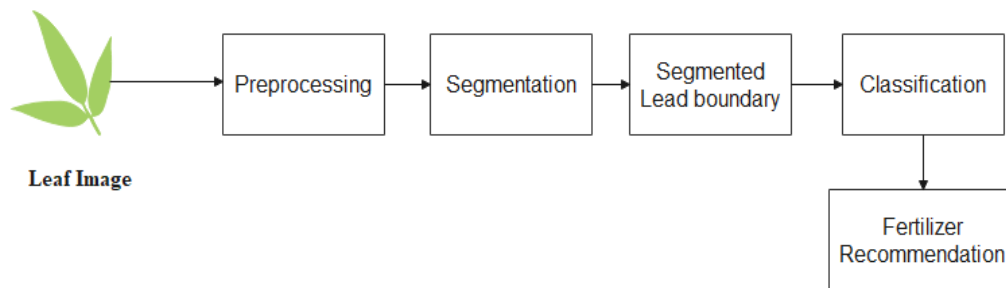 Preprocessing
Segmentation
Segmented
Lead boundary
Classification
Leaf Image
Fertilizer
Recommendation